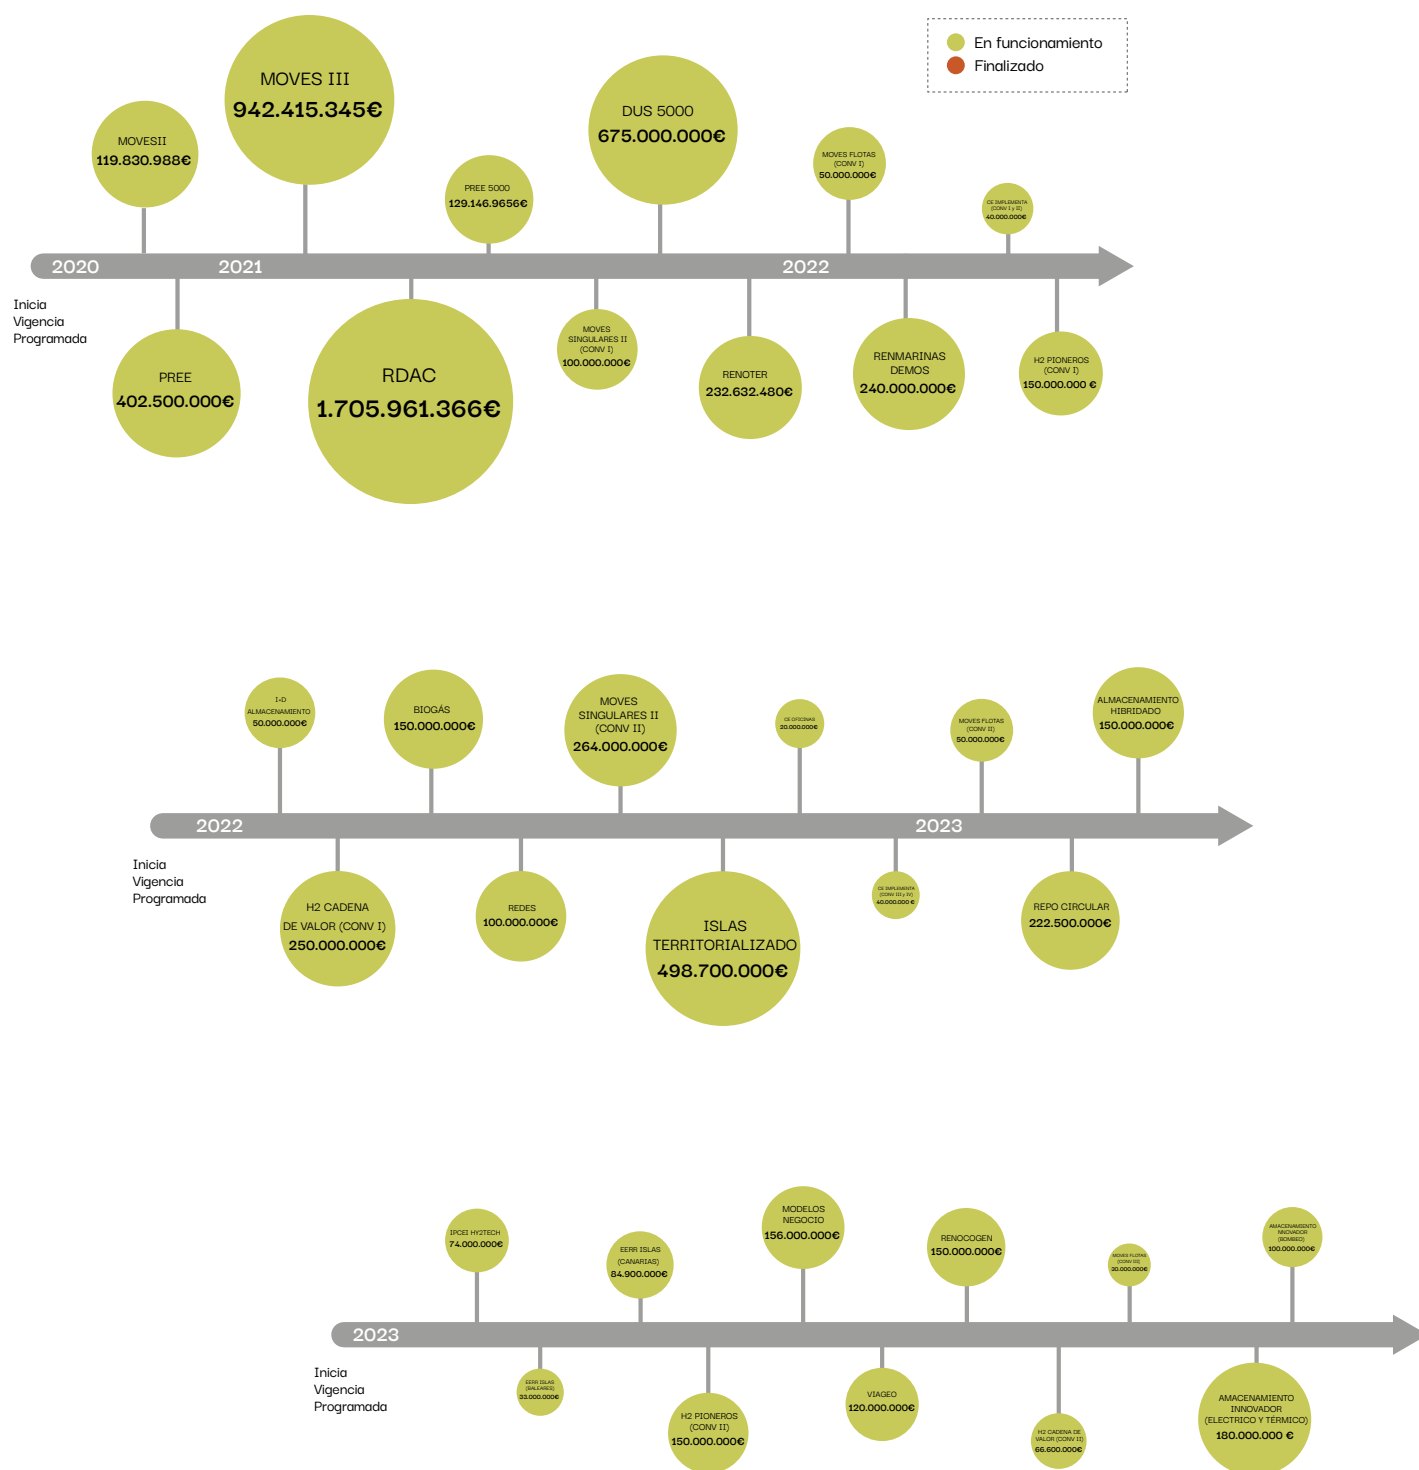 En funcionamiento
Finalizado
MOVES III
942.415.345€
MOVESII
119.830.988€
DUS 5000
675.000.000€
PREE 5000
129.146.9656€
MOVES FLOTAS
(CONV I)
50.000.000€
CE IMPLEMENTA
(CONV I y II)
40.000.000€
2020
2021
2022
Inicia
Vigencia
Programada
PREE
402.500.000€
RDAC
1.705.961.366€
MOVES
SINGULARES II
(CONV I)
100.000.000€
RENOTER
232.632.480€
RENMARINAS
DEMOS
240.000.000€
H2 PIONEROS
(CONV I)
150.000.000 €
I+D
ALMACENAMIENTO
50.000.000€
BIOGÁS
150.000.000€
MOVES
SINGULARES II
(CONV II)
264.000.000€
CE OFICINAS
20.000.000€
MOVES FLOTAS
(CONV II)
50.000.000€
ALMACENAMIENTO
HIBRIDADO
150.000.000€
2022
2023
Inicia
Vigencia
Programada
H2 CADENA
DE VALOR (CONV I)
250.000.000€
REDES
100.000.000€
ISLAS
TERRITORIALIZADO
498.700.000€
CE IMPLEMENTA
(CONV III y IV)
40.000.000 €
REPO CIRCULAR
222.500.000€
IPCEI HY2TECH
74.000.000€
EERR ISLAS
(CANARIAS)
84.900.000€
MODELOS
NEGOCIO
156.000.000€
RENOCOGEN
150.000.000€
MOVES FLOTAS
(CONV III)
30.000.000€
AMACENAMIENTO
INNOVADOR
(BOMBEO)
100.000.000€
2023
Inicia
Vigencia
Programada
EERR ISLAS
(BALEARES)
33.000.000€
H2 PIONEROS
(CONV II)
150.000.000€
VIAGEO
120.000.000€
H2 CADENA DE
VALOR (CONV II)
66.600.000€
AMACENAMIENTO
INNOVADOR
(ELECTRICO Y TÉRMICO)
180.000.000 €